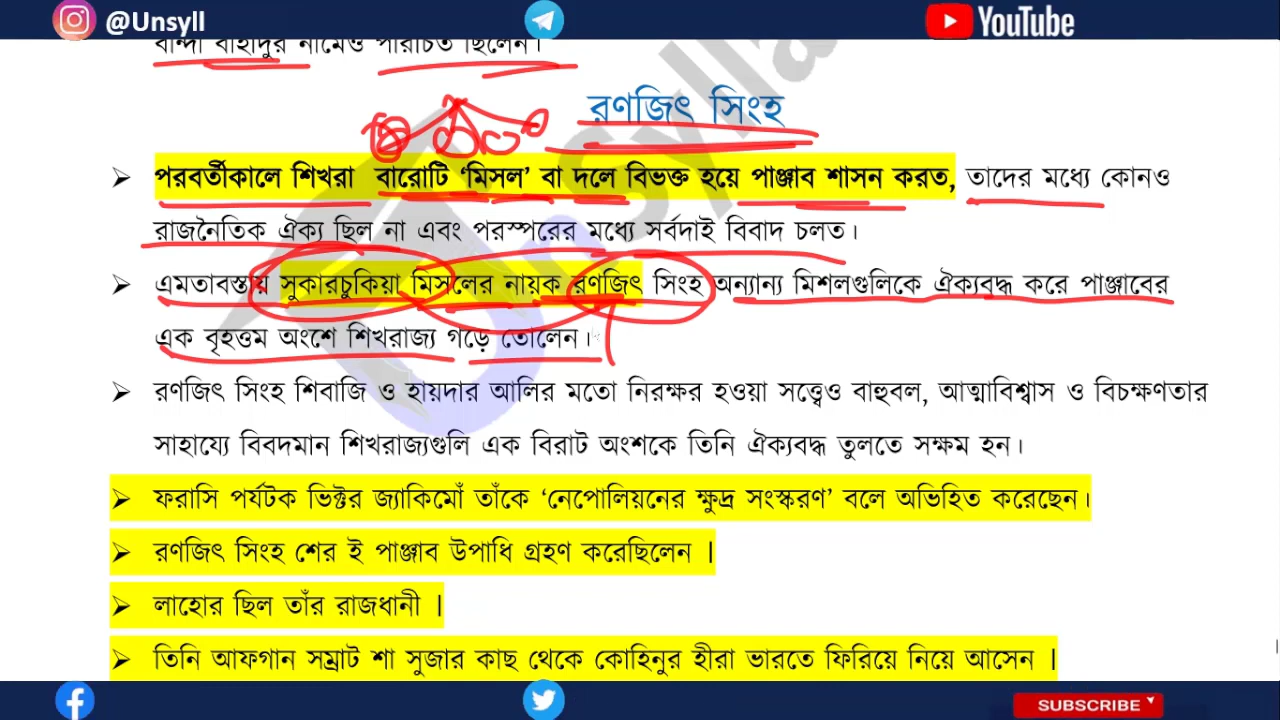 @Unsyll
YouTube
বান্দা বাহাদুর নামেও পরিচিত ছিলেন।
রণজিৎ সিংহ
➢ পরবর্তীকালে শিখরা বারোটি ‘মিসল’ বা দলে বিভক্ত হয়ে পাঞ্জাব শাসন করত, তাদের মধ্যে কোনও
রাজনৈতিক ঐক্য ছিল না এবং পরস্পরের মধ্যে সর্বদাই বিবাদ চলত।
➢ এমতাবস্তায় সুকারচুকিয়া মিসলের নায়ক রণজিৎ সিংহ অন্যান্য মিশলগুলিকে ঐক্যবদ্ধ করে পাঞ্জাবের
এক বৃহত্তম অংশে শিখরাজ্য গড়ে তোলেন।
➢ রণজিৎ সিংহ শিবাজি ও হায়দার আলির মতো নিরক্ষর হওয়া সত্ত্বেও বাহুবল, আত্মাবিশ্বাস ও বিচক্ষণতার
সাহায্যে বিবদমান শিখরাজ্যগুলি এক বিরাট অংশকে তিনি ঐক্যবদ্ধ তুলতে সক্ষম হন।
➢ ফরাসি পর্যটক ভিক্টর জ্যাকিমোঁ তাঁকে ‘নেপোলিয়নের ক্ষুদ্র সংস্করণ’ বলে অভিহিত করেছেন।
➢ রণজিৎ সিংহ শের ই পাঞ্জাব উপাধি গ্রহণ করেছিলেন ।
➢ লাহোর ছিল তাঁর রাজধানী ।
➢ তিনি আফগান সম্রাট শা সুজার কাছ থেকে কোহিনুর হীরা ভারতে ফিরিয়ে নিয়ে আসেন ।
SUBSCRIBE